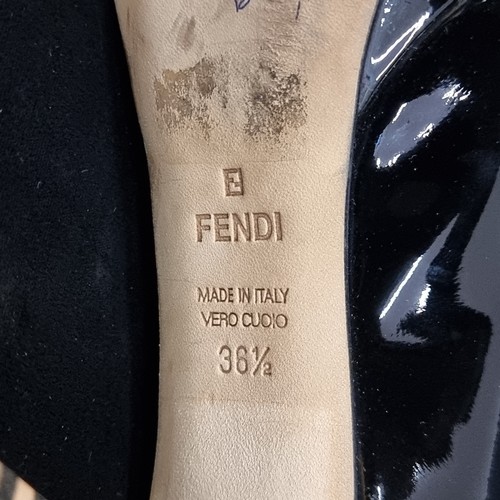 FENDI
MADE IN ITALY
VERO CUOIO
36½